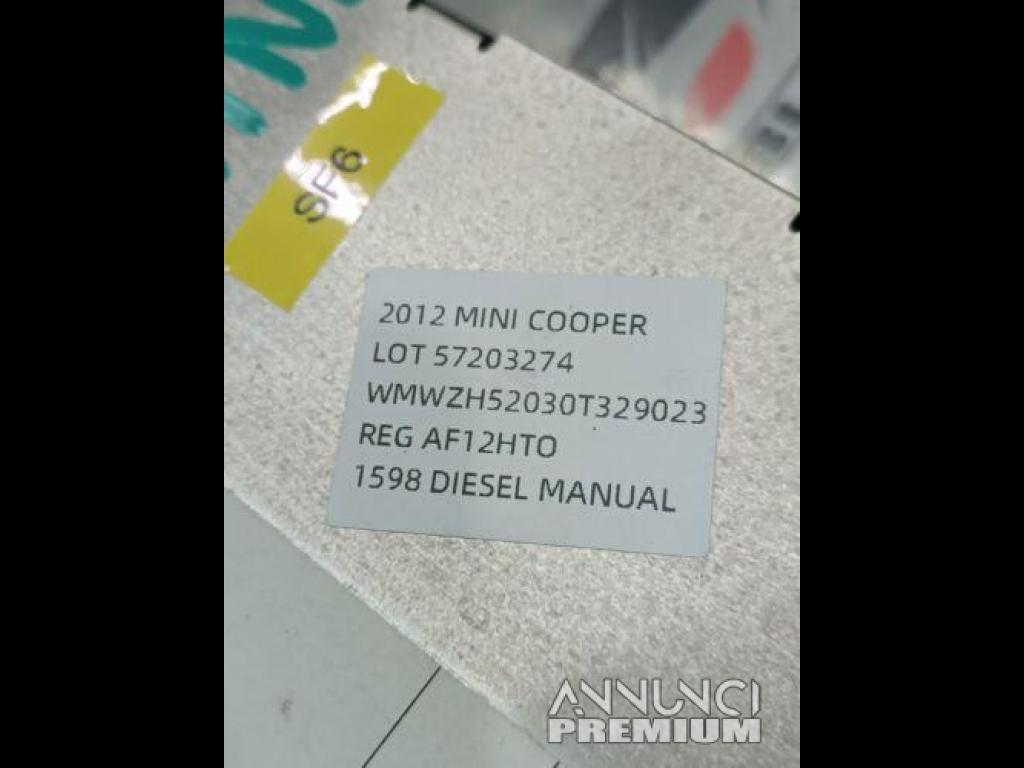 SF6
2012 MINI COOPER
LOT 57203274
WMWZH52030T329023
REG AF12HTO
1598 DIESEL MANUAL
ANNUNCI
PREMIUM